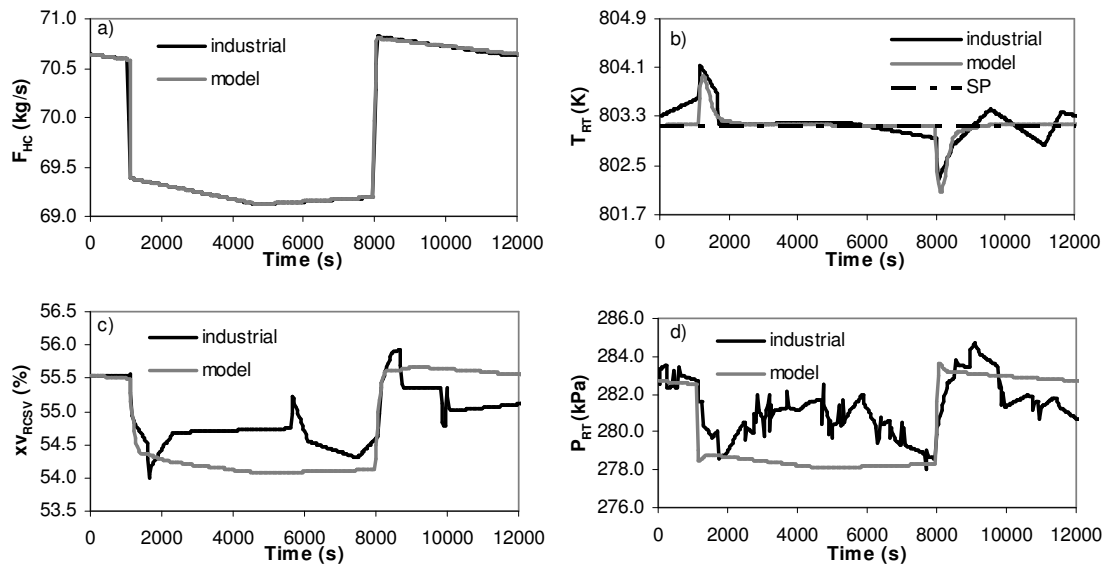 a)
industrial
model
F_HC (kg/s)
71.0
70.5
70.0
69.5
69.0
0 2000 4000 6000 8000 10000 12000
Time (s)
b)
industrial
model
SP
T_RT (K)
804.9
804.1
803.3
802.5
801.7
0 2000 4000 6000 8000 10000 12000
Time (s)
c)
industrial
model
xv_RCSV (%)
56.5
56.0
55.5
55.0
54.5
54.0
53.5
0 2000 4000 6000 8000 10000 12000
Time (s)
d)
industrial
model
P_RT (kPa)
286.0
284.0
282.0
280.0
278.0
276.0
0 2000 4000 6000 8000 10000 12000
Time (s)